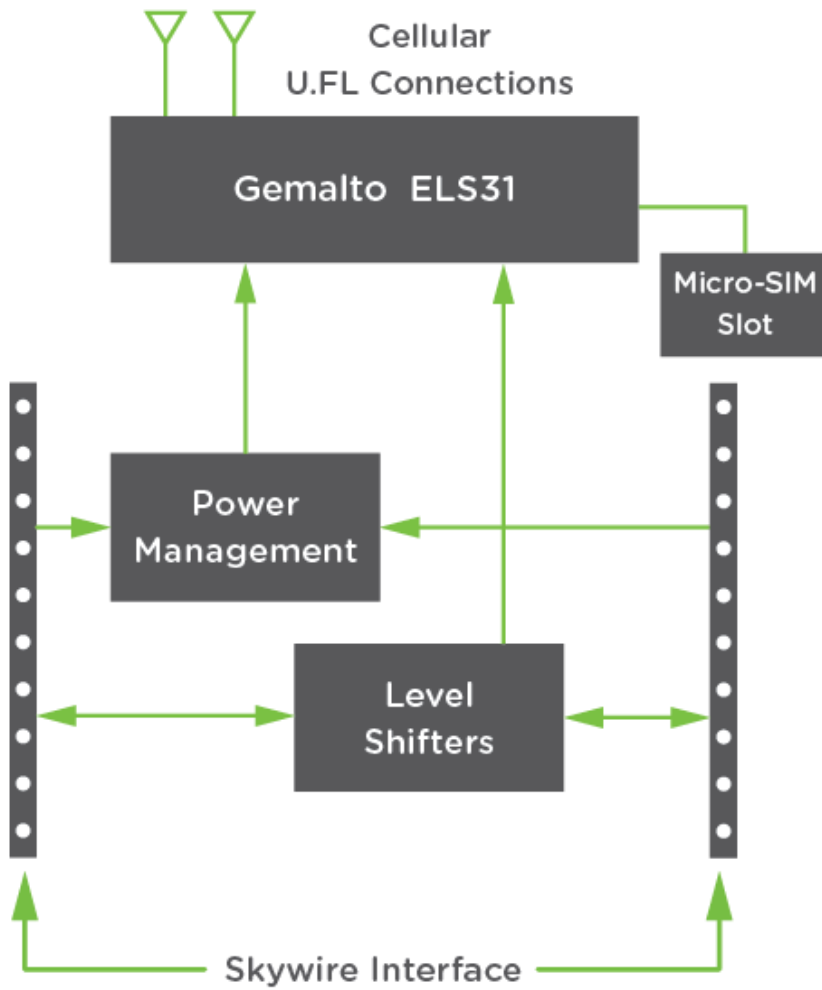 Cellular
U.FL Connections
Gemalto ELS31
Micro-SIM
Slot
Power
Management
Level
Shifters
Skywire Interface